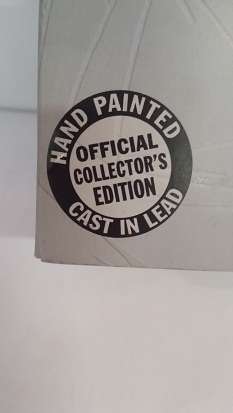 HAND PAINTED
OFFICIAL
COLLECTOR'S
EDITION
CAST IN LEAD